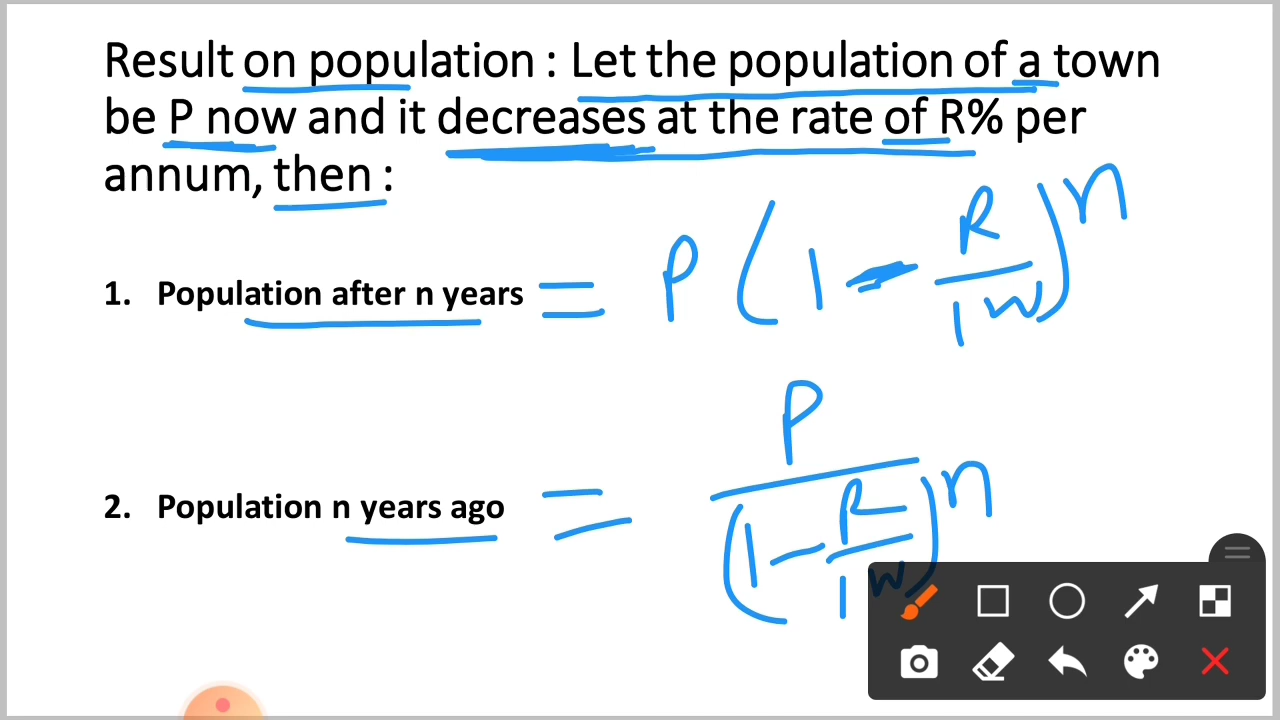 Result on population : Let the population of a town
be P now and it decreases at the rate of R% per
annum, then :
1. Population after n years = P(1 - R/100)^n
2. Population n years ago = P/(1 - R/100)^n